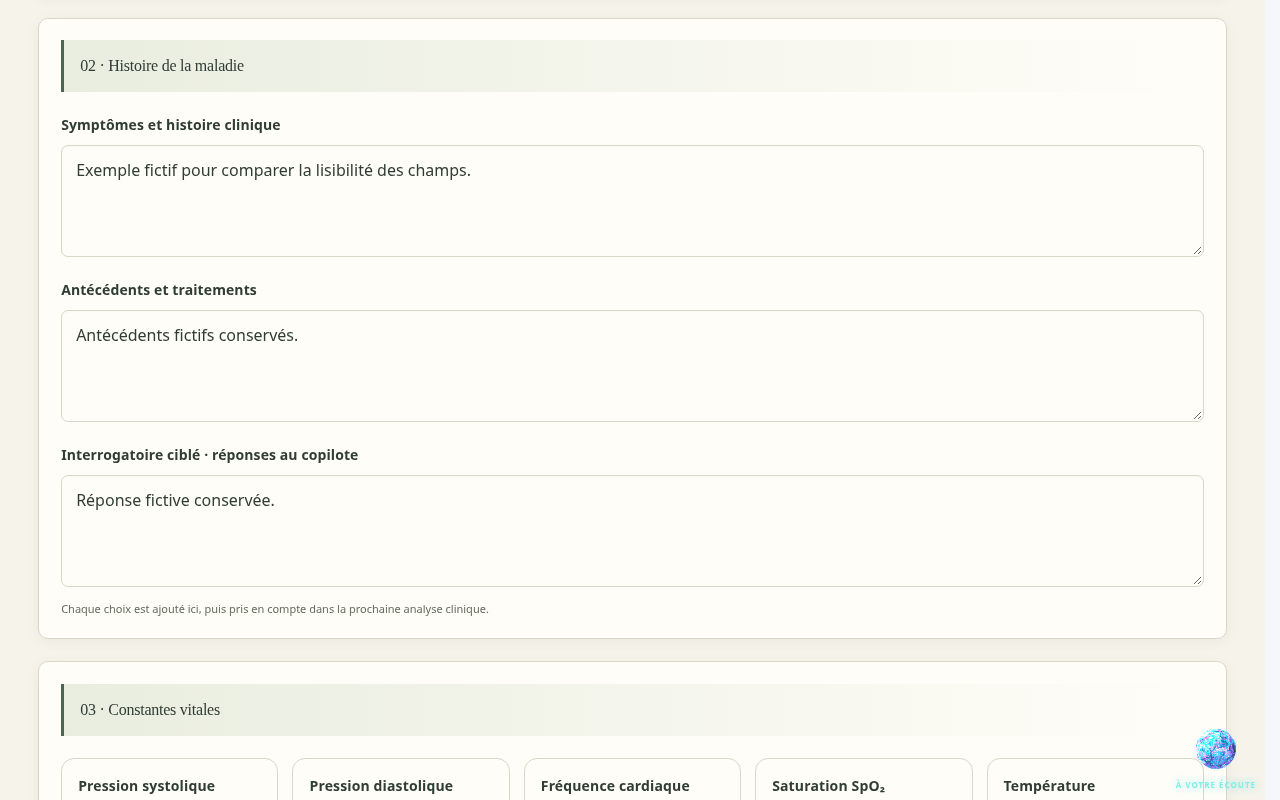 02 · Histoire de la maladie
Symptômes et histoire clinique
Exemple fictif pour comparer la lisibilité des champs.
Antécédents et traitements
Antécédents fictifs conservés.
Interrogatoire ciblé · réponses au copilote
Réponse fictive conservée.
Chaque choix est ajouté ici, puis pris en compte dans la prochaine analyse clinique.
03 · Constantes vitales
Pression systolique
Pression diastolique
Fréquence cardiaque
Saturation SpO₂
Température
À VOTRE ÉCOUTE